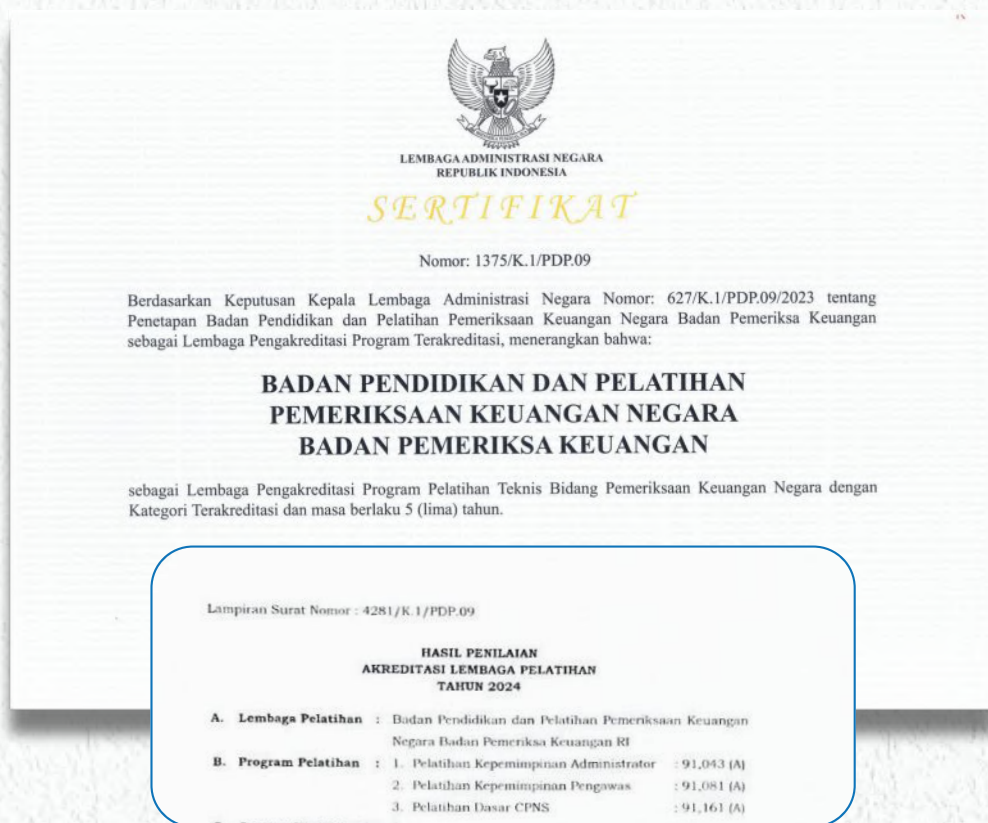 LEMBAGA ADMINISTRASI NEGARA
REPUBLIK INDONESIA
SERTIFIKAT
Nomor: 1375/K.1/PDP.09
Berdasarkan Keputusan Kepala Lembaga Administrasi Negara Nomor: 627/K.1/PDP.09/2023 tentang
Penetapan Badan Pendidikan dan Pelatihan Pemeriksaan Keuangan Negara Badan Pemeriksa Keuangan
sebagai Lembaga Pengakreditasi Program Terakreditasi, menerangkan bahwa:
BADAN PENDIDIKAN DAN PELATIHAN
PEMERIKSAAN KEUANGAN NEGARA
BADAN PEMERIKSA KEUANGAN
sebagai Lembaga Pengakreditasi Program Pelatihan Teknis Bidang Pemeriksaan Keuangan Negara dengan
Kategori Terakreditasi dan masa berlaku 5 (lima) tahun.
Lampiran Surat Nomor : 4281/K.1/PDP.09
HASIL PENILAIAN
AKREDITASI LEMBAGA PELATIHAN
TAHUN 2024
A. Lembaga Pelatihan : Badan Pendidikan dan Pelatihan Pemeriksaan Keuangan
Negara Badan Pemeriksa Keuangan RI
B. Program Pelatihan : 1. Pelatihan Kepemimpinan Administrator : 91,043 (A)
2. Pelatihan Kepemimpinan Pengawas : 91,081 (A)
3. Pelatihan Dasar CPNS : 91,161 (A)